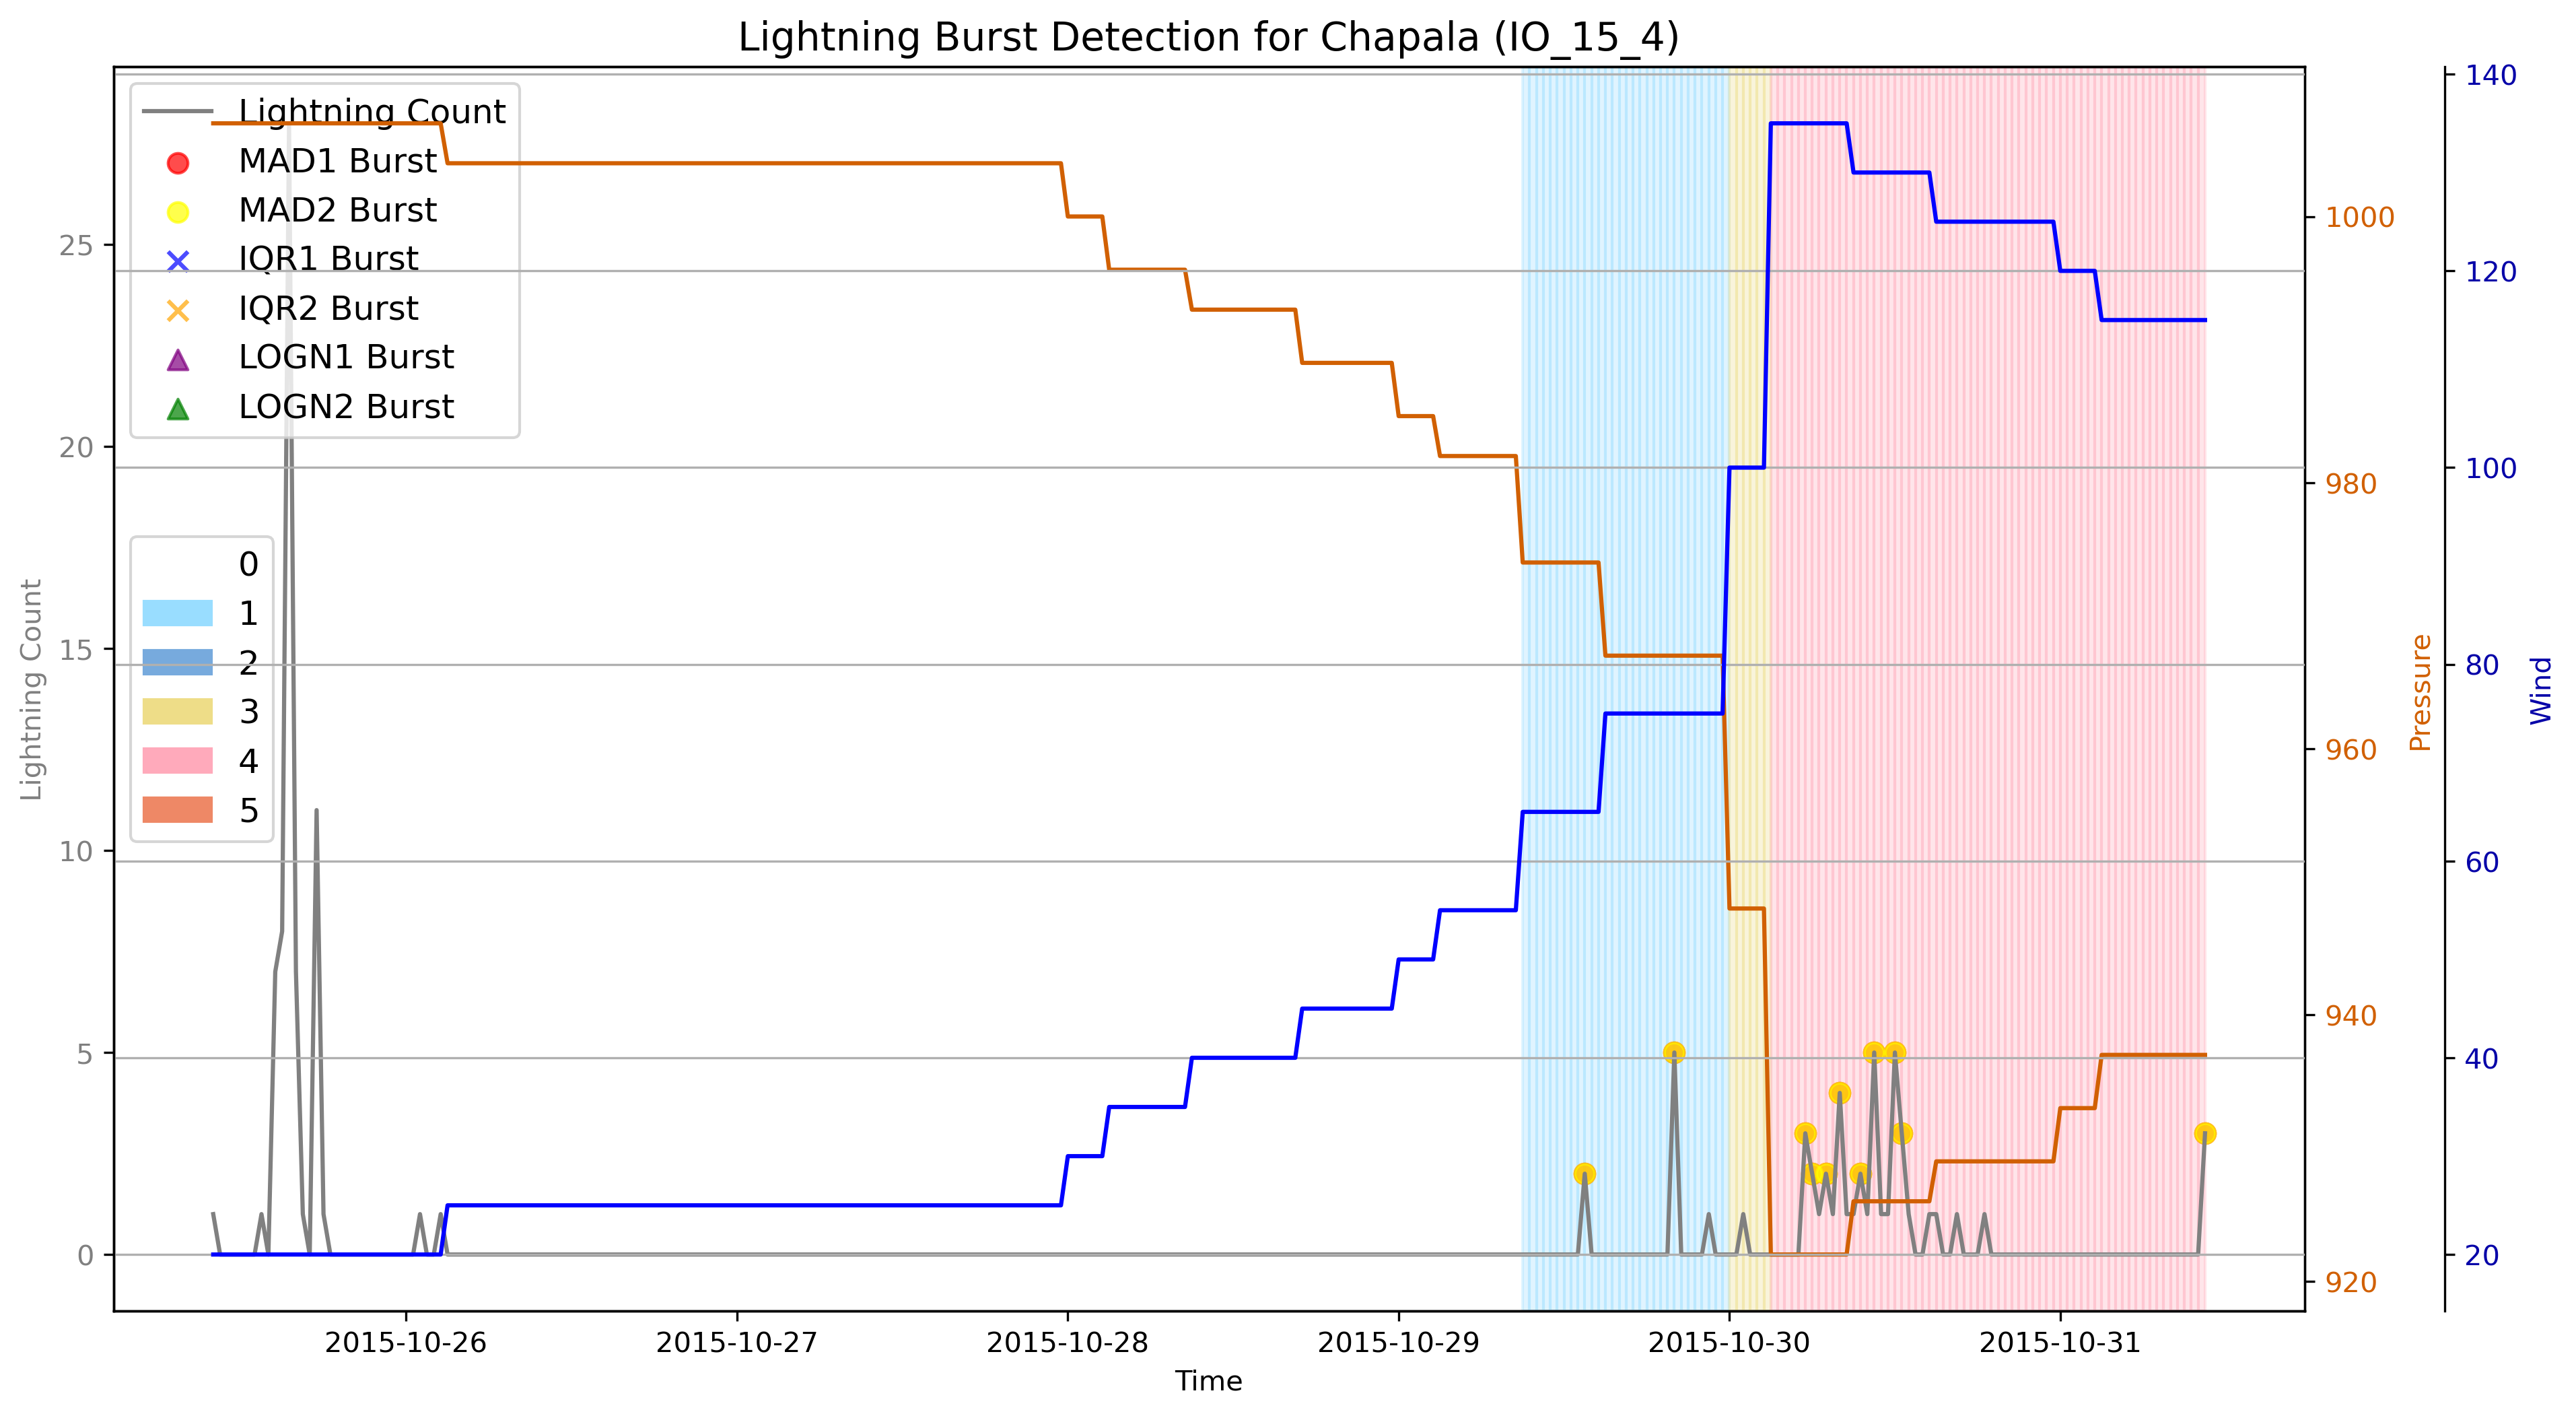 Lightning Burst Detection for Chapala (IO_15_4)
Lightning Count
MAD1 Burst
MAD2 Burst
IQR1 Burst
IQR2 Burst
LOGN1 Burst
LOGN2 Burst
0
1
2
3
4
5
Lightning Count
25
20
15
10
5
0
1000
980
960
940
920
Pressure
140
120
100
80
60
40
20
Wind
2015-10-26 2015-10-27 2015-10-28 2015-10-29 2015-10-30 2015-10-31
Time